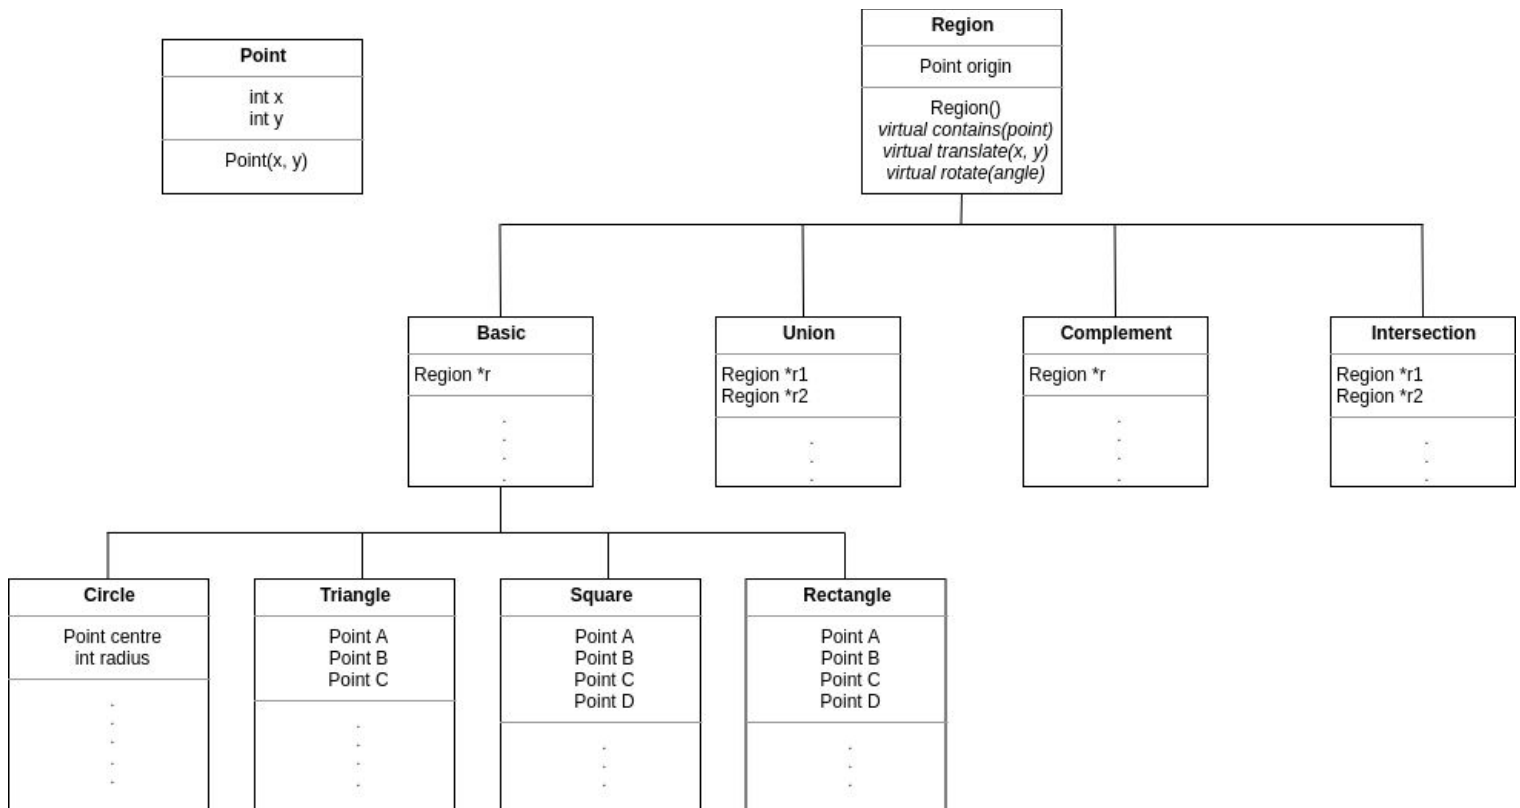 Point
int x
int y
Point(x, y)
Region
Point origin
Region()
virtual contains(point)
virtual translate(x, y)
virtual rotate(angle)
Basic
Region *r
.
.
.
.
Union
Region *r1
Region *r2
.
.
.
Complement
Region *r
.
.
.
.
Intersection
Region *r1
Region *r2
.
.
.
Circle
Point centre
int radius
.
.
.
.
.
Triangle
Point A
Point B
Point C
.
.
.
.
Square
Point A
Point B
Point C
Point D
.
.
.
Rectangle
Point A
Point B
Point C
Point D
.
.
.